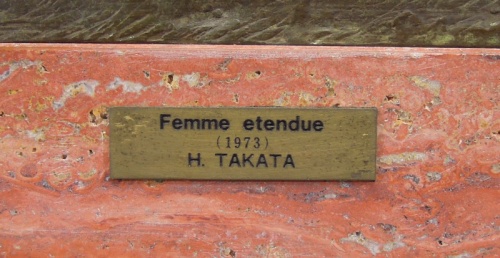 Femme etendue
(1973)
H. TAKATA